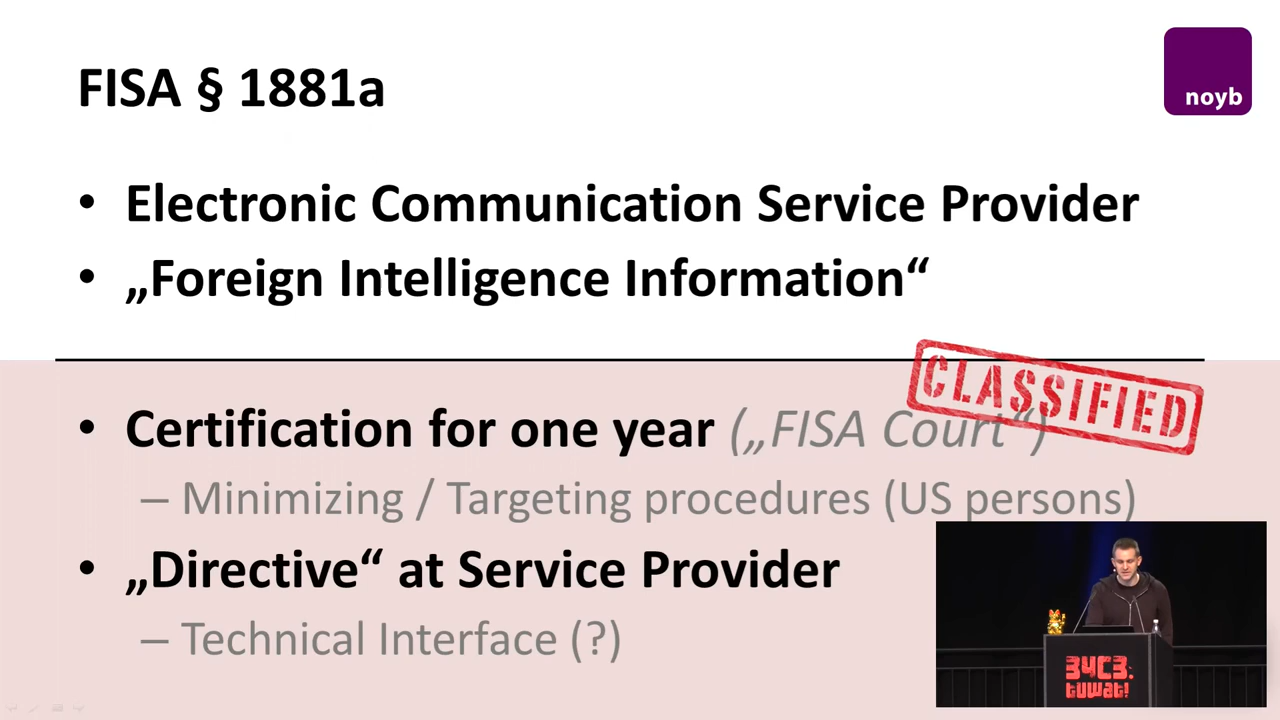 FISA § 1881a
noyb
• Electronic Communication Service Provider
• „Foreign Intelligence Information“
CLASSIFIED
• Certification for one year („FISA Court“)
– Minimizing / Targeting procedures (US persons)
• „Directive“ at Service Provider
– Technical Interface (?)
34C3.
tuwat!